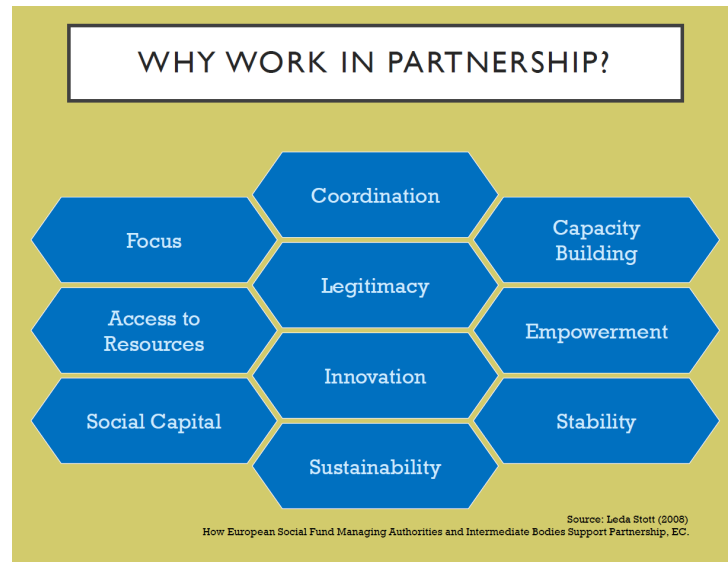 WHY WORK IN PARTNERSHIP?
Coordination
Focus
Capacity
Building
Legitimacy
Access to
Resources
Empowerment
Innovation
Social Capital
Stability
Sustainability
Source: Leda Stott (2008)
How European Social Fund Managing Authorities and Intermediate Bodies Support Partnership, EC.